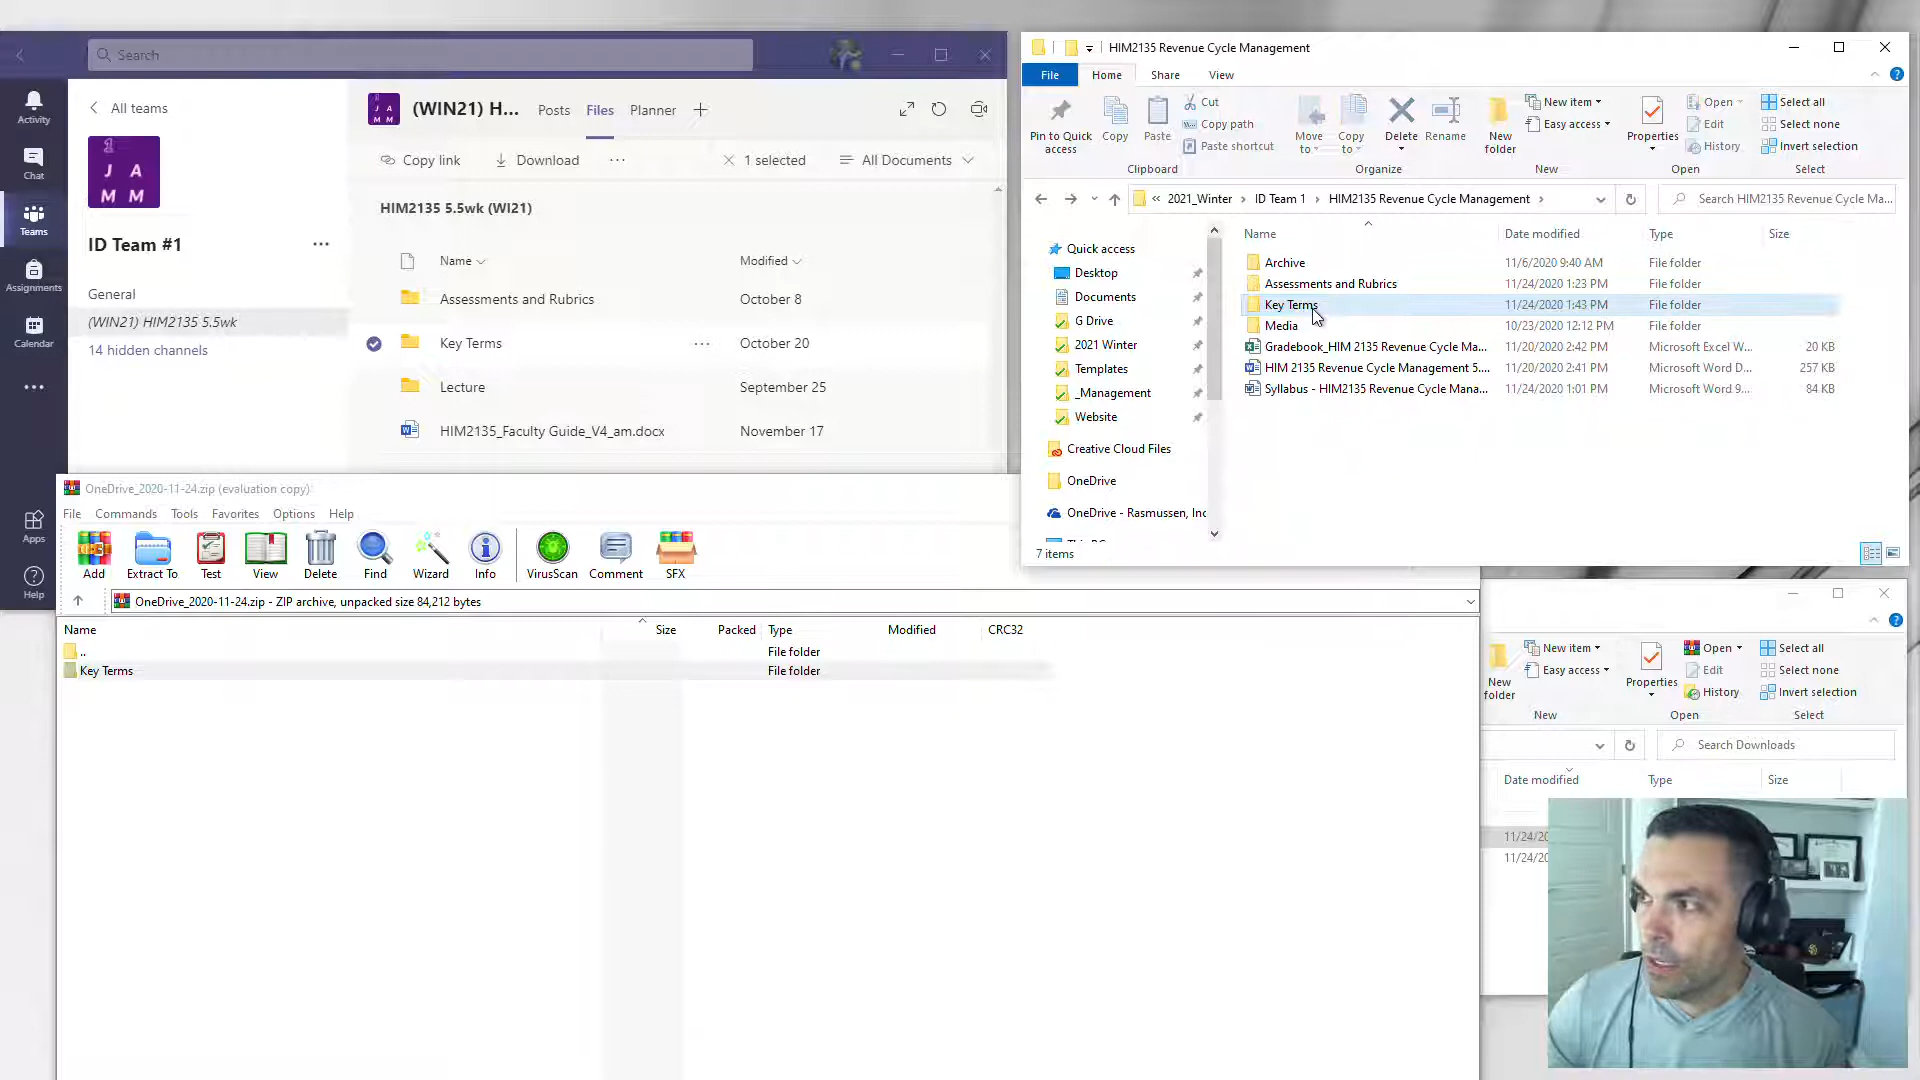 Search
Activity
Chat
Teams
Assignments
Calendar
Apps
Help
All teams
1
J A
M M
ID Team #1
General
(WIN21) HIM2135 5.5wk
14 hidden channels
(WIN21) H...
Posts
Files
Planner
Copy link
Download
1 selected
All Documents
HIM2135 5.5wk (WI21)
Name
Modified
Assessments and Rubrics
October 8
Key Terms
October 20
Lecture
September 25
HIM2135_Faculty Guide_V4_am.docx
November 17
HIM2135 Revenue Cycle Management
File
Home
Share
View
Pin to Quick access
Copy
Paste
Cut
Copy path
Paste shortcut
Clipboard
Move to
Copy to
Delete
Rename
Organize
New folder
New item
Easy access
New
Properties
Open
Edit
History
Open
Select all
Select none
Invert selection
Select
« 2021_Winter > ID Team 1 > HIM2135 Revenue Cycle Management >
Search HIM2135 Revenue Cycle Ma...
Quick access
Desktop
Documents
G Drive
2021 Winter
Templates
_Management
Website
Creative Cloud Files
OneDrive
OneDrive - Rasmussen, Inc
Name Date modified Type Size
Archive 11/6/2020 9:40 AM File folder
Assessments and Rubrics 11/24/2020 1:23 PM File folder
Key Terms 11/24/2020 1:43 PM File folder
Media 10/23/2020 12:12 PM File folder
Gradebook_HIM 2135 Revenue Cycle Ma... 11/20/2020 2:42 PM Microsoft Excel W... 20 KB
HIM 2135 Revenue Cycle Management 5.... 11/20/2020 2:41 PM Microsoft Word D... 257 KB
Syllabus - HIM2135 Revenue Cycle Mana... 11/24/2020 1:01 PM Microsoft Word 9... 84 KB
7 items
OneDrive_2020-11-24.zip (evaluation copy)
File Commands Tools Favorites Options Help
Add
Extract To
Test
View
Delete
Find
Wizard
Info
VirusScan
Comment
SFX
OneDrive_2020-11-24.zip - ZIP archive, unpacked size 84,212 bytes
Name Size Packed Type Modified CRC32
.. File folder
Key Terms File folder
New folder
New item
Easy access
New
Properties
Open
Edit
History
Open
Select all
Select none
Invert selection
Select
Search Downloads
Date modified Type Size
11/24/20
11/24/20